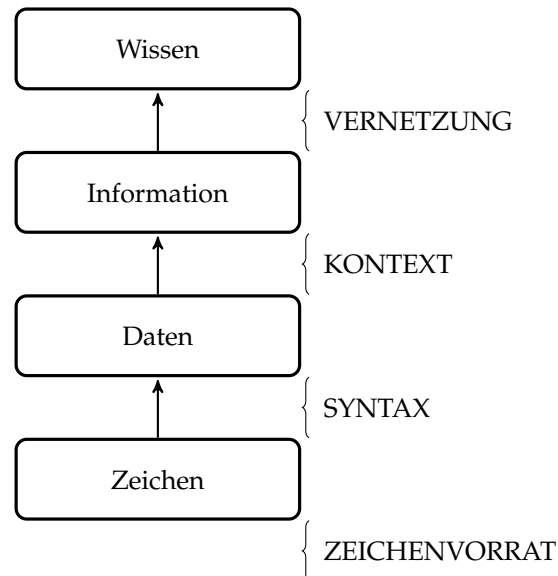 Wissen
VERNETZUNG
Information
KONTEXT
Daten
SYNTAX
Zeichen
ZEICHENVORRAT